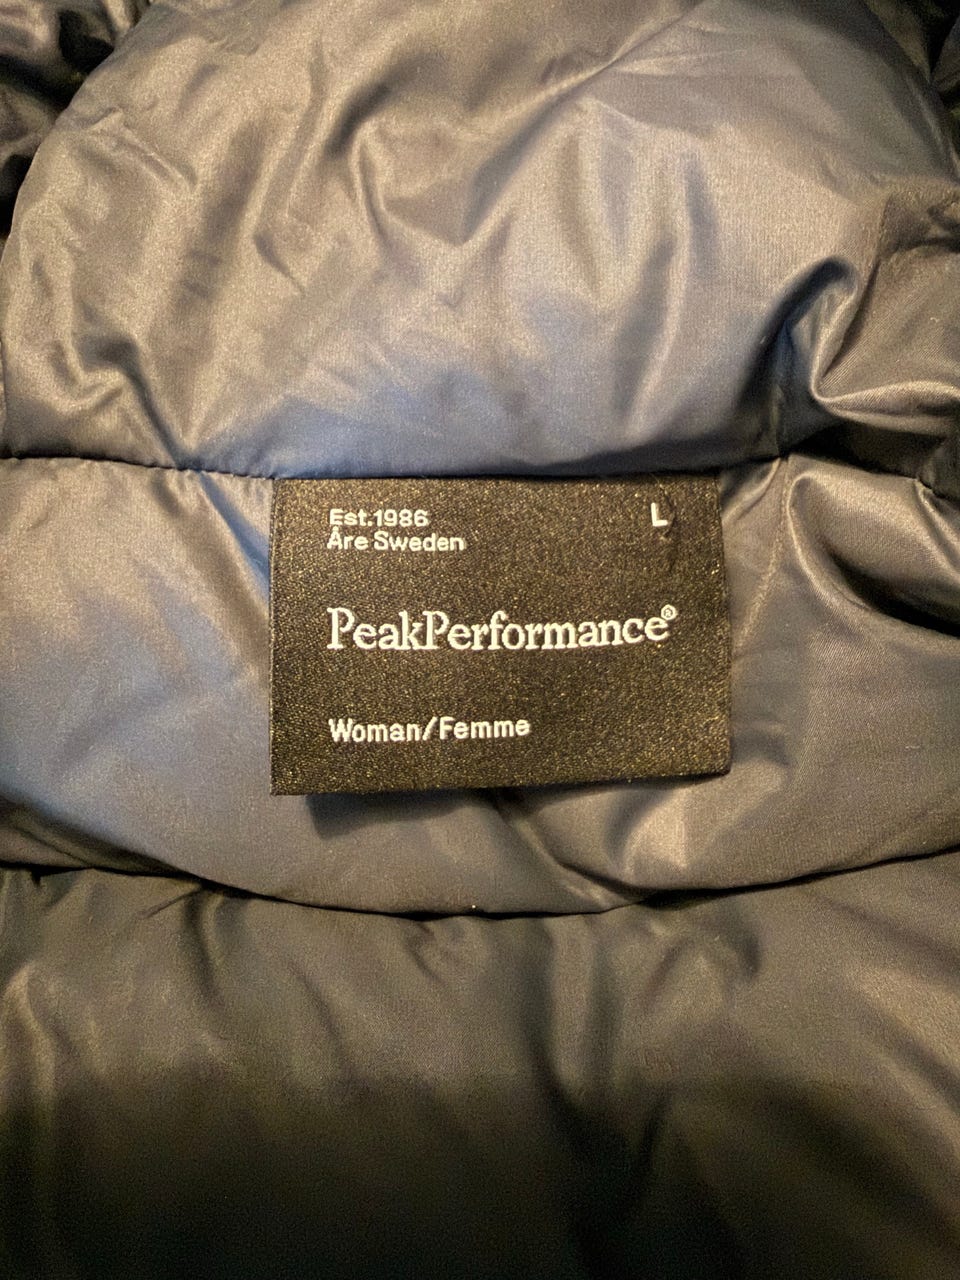 Est.1986
L
Åre Sweden
PeakPerformance®
Woman/Femme